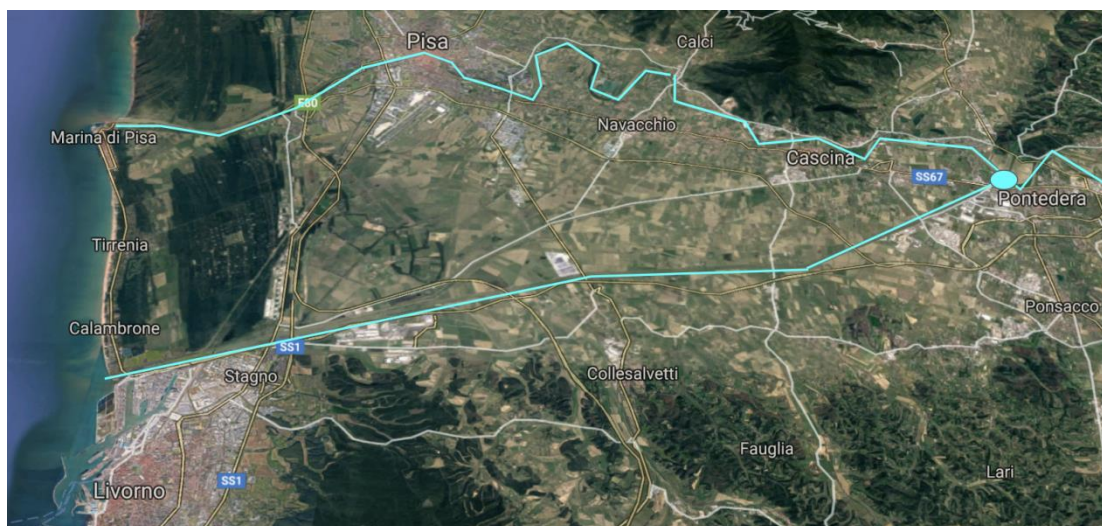 Pisa
Calci
E80
Marina di Pisa
Navacchio
Cascina
SS67
Pontedera
Tirrenia
Ponsacco
Calambrone
SS1
Stagno
Collesalvetti
Fauglia
Lari
SS1
Livorno